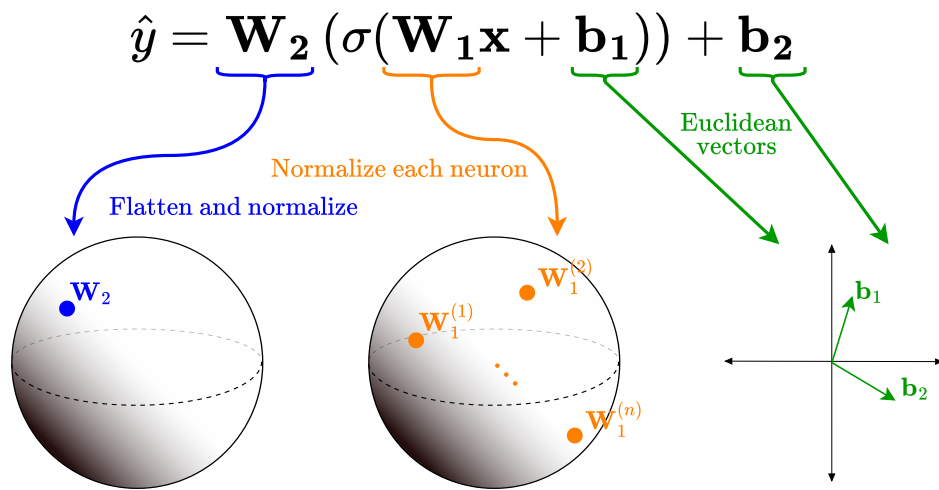 ŷ = W₂ (σ(W₁x + b₁)) + b₂
Euclidean
vectors
Normalize each neuron
Flatten and normalize
W₂
W₁⁽²⁾
W₁⁽¹⁾
W₁⁽ⁿ⁾
b₁
b₂